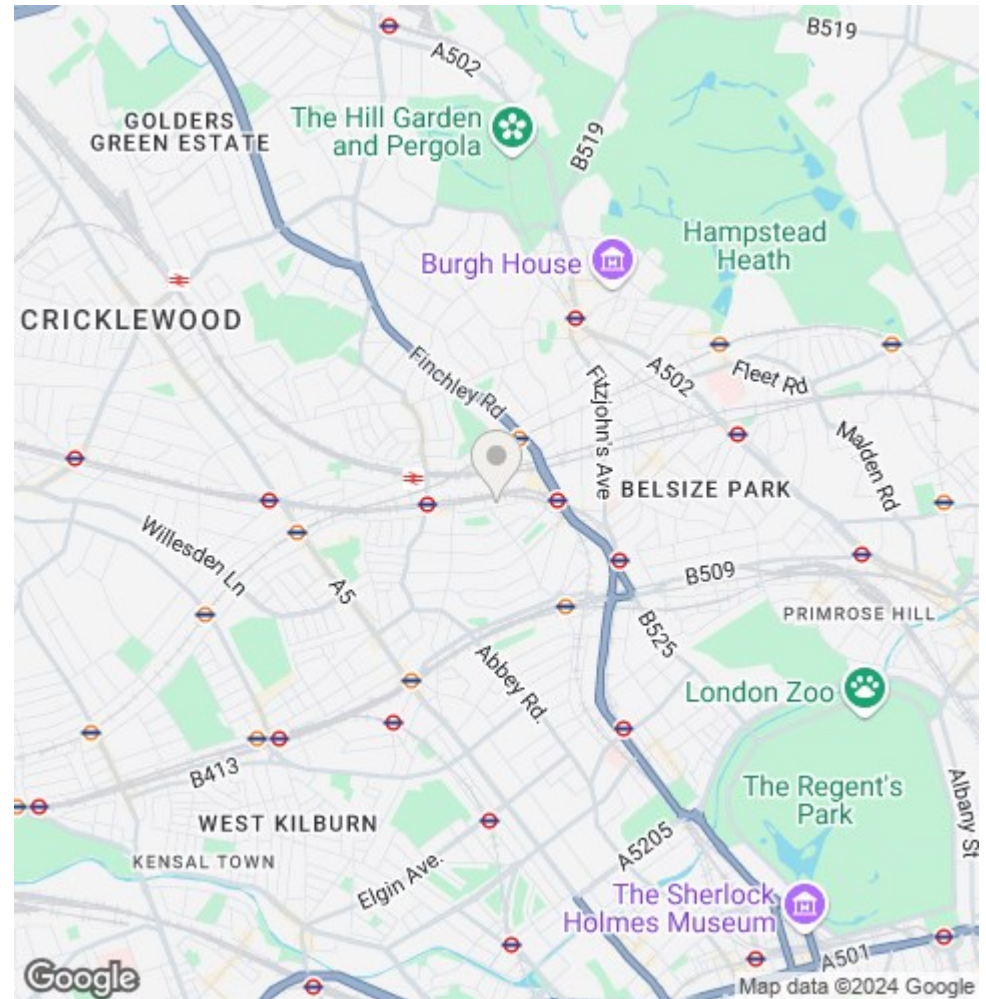 B519
A502
GOLDERS
GREEN ESTATE
The Hill Garden
and Pergola
B519
Hampstead
Heath
Burgh House
CRICKLEWOOD
Finchley Rd
A502
Fleet Rd
Fitzjohn's Ave
Malden Rd
BELSIZE PARK
Willesden Ln
A5
B509
PRIMROSE HILL
B525
Abbey Rd.
London Zoo
B413
The Regent's
Park
Albany St
WEST KILBURN
KENSAL TOWN
A5205
Elgin Ave.
The Sherlock
Holmes Museum
A501
Google
Map data ©2024 Google